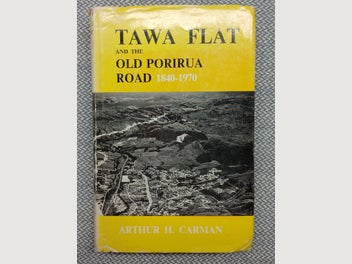 TAWA FLAT
AND THE
OLD PORIRUA
ROAD 1840-1970
ARTHUR H. CARMAN